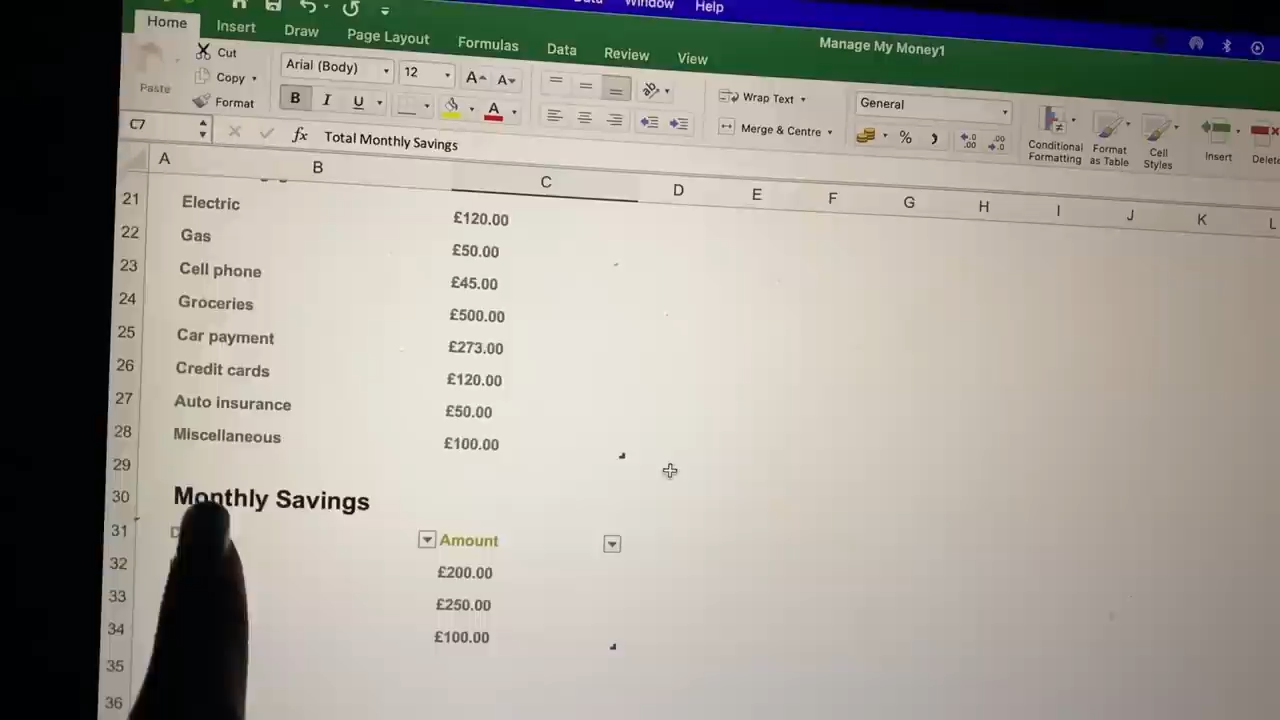 Window Help
Manage My Money1
Home Insert Draw Page Layout Formulas Data Review View
Paste
Cut
Copy
Format
Arial (Body) 12 A A
B I U A
Wrap Text
Merge & Centre
General
%
Conditional Formatting
Format as Table
Cell Styles
Insert
Delete
C7 fx Total Monthly Savings
A B C D E F G H I J K L
21 Electric £120.00
22 Gas £50.00
23 Cell phone £45.00
24 Groceries £500.00
25 Car payment £273.00
26 Credit cards £120.00
27 Auto insurance £50.00
28 Miscellaneous £100.00
29
30 Monthly Savings
31 Amount
32 £200.00
33 £250.00
34 £100.00
35
36